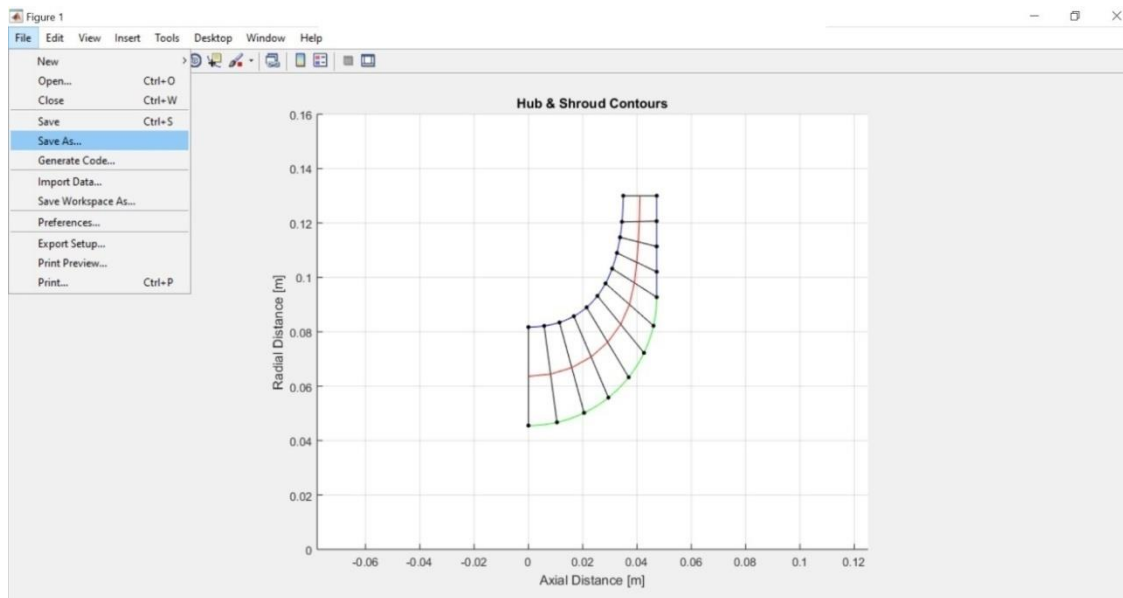 Figure 1
File Edit View Insert Tools Desktop Window Help
New
Open... Ctrl+O
Close Ctrl+W
Save Ctrl+S
Save As...
Generate Code...
Import Data...
Save Workspace As...
Preferences...
Export Setup...
Print Preview...
Print... Ctrl+P
Hub & Shroud Contours
Radial Distance [m]
0.16
0.14
0.12
0.1
0.08
0.06
0.04
0.02
0
-0.06 -0.04 -0.02 0 0.02 0.04 0.06 0.08 0.1 0.12
Axial Distance [m]